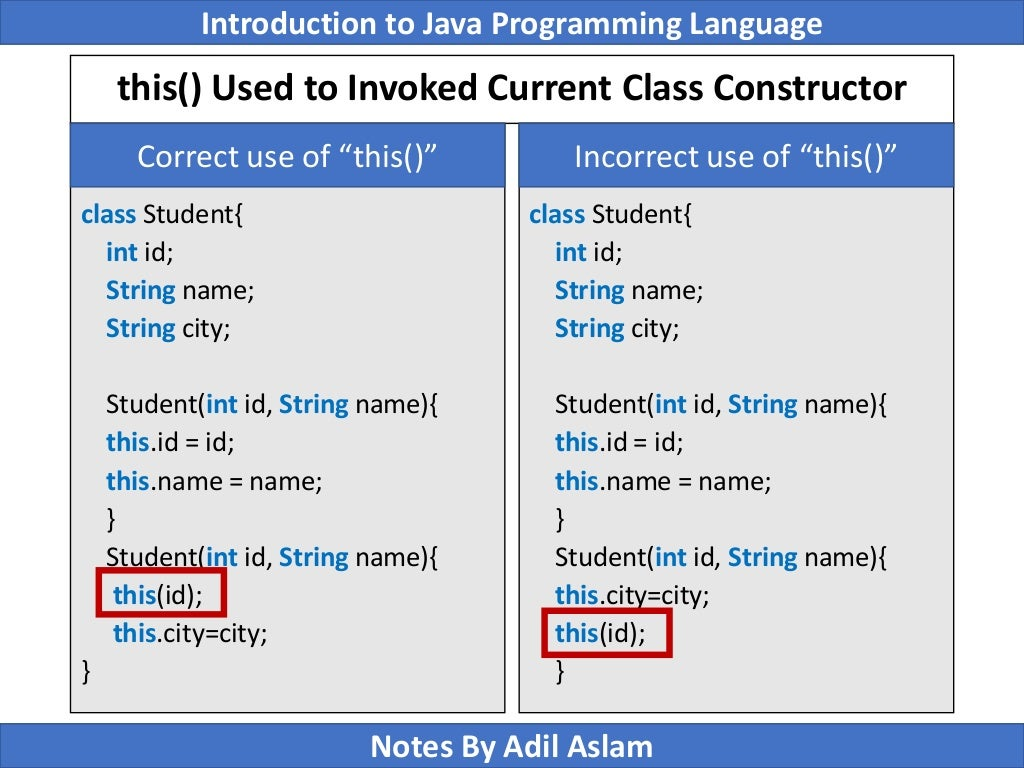 Introduction to Java Programming Language
this() Used to Invoked Current Class Constructor
Correct use of “this()”
class Student{
int id;
String name;
String city;
Student(int id, String name){
this.id = id;
this.name = name;
}
Student(int id, String name){
this(id);
this.city=city;
}
Incorrect use of “this()”
class Student{
int id;
String name;
String city;
Student(int id, String name){
this.id = id;
this.name = name;
}
Student(int id, String name){
this.city=city;
this(id);
}
Notes By Adil Aslam